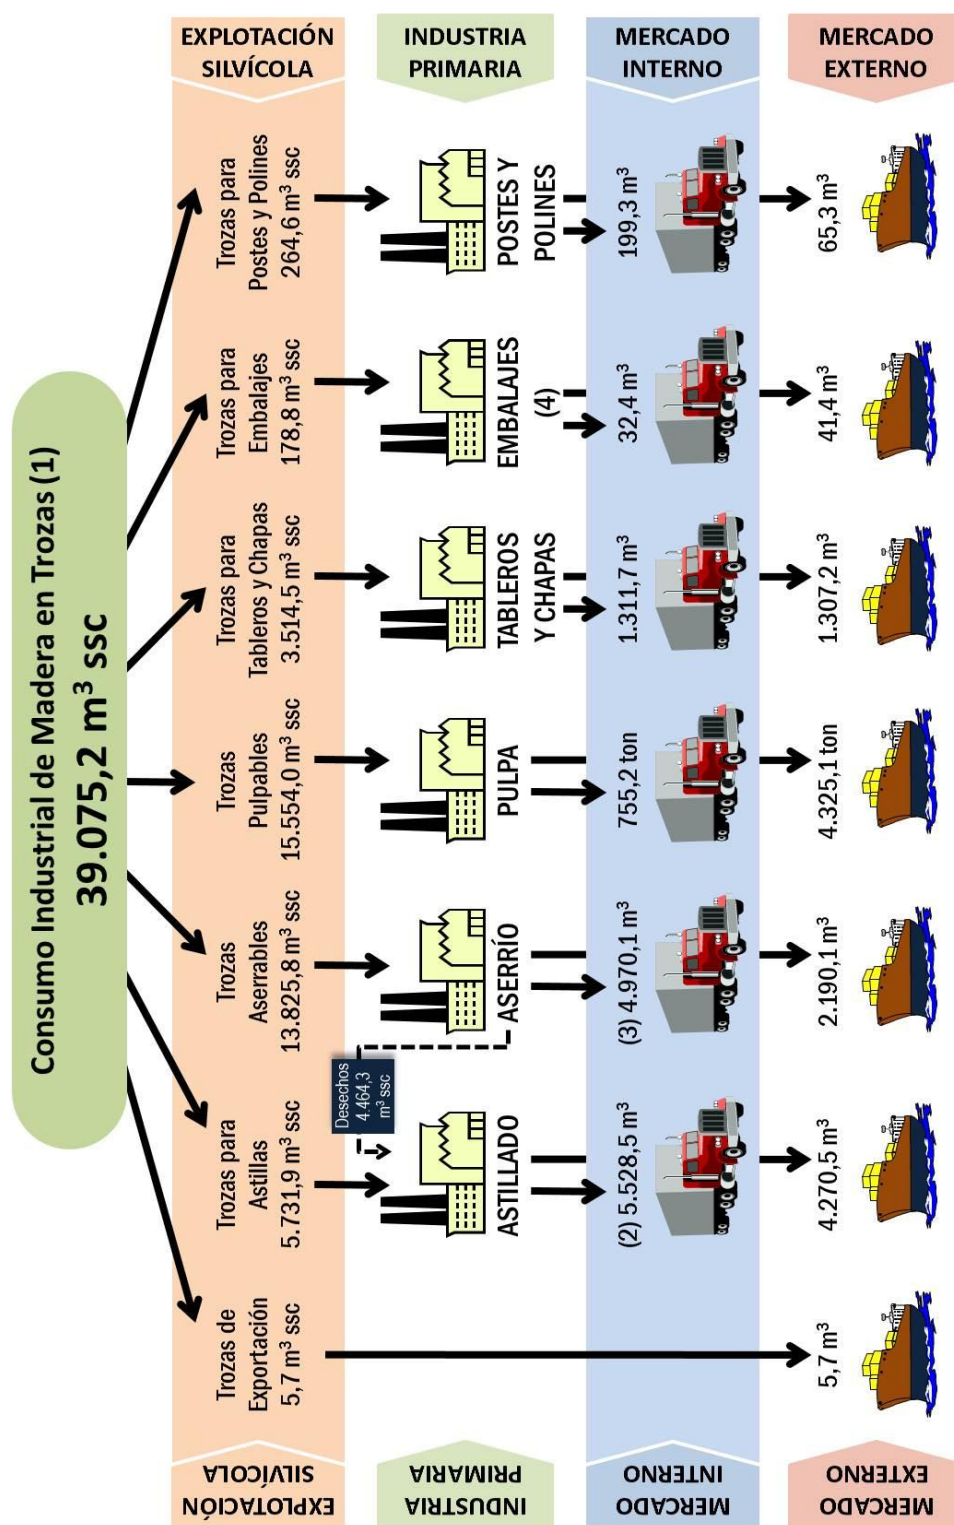 Consumo Industrial de Madera en Trozas (1)
39.075,2 m³ ssc
EXPLOTACIÓN
SILVÍCOLA
Trozas de
Exportación
5,7 m³ ssc
Trozas para
Astillas
5.731,9 m³ ssc
Trozas
Aserrables
13.825,8 m³ ssc
Trozas
Pulpables
15.554,0 m³ ssc
Trozas para
Tableros y Chapas
3.514,5 m³ ssc
Trozas para
Embalajes
178,8 m³ ssc
Trozas para
Postes y Polines
264,6 m³ ssc
EXPLOTACIÓN
SILVÍCOLA
Desechos
4.464,3
m³ ssc
INDUSTRIA
PRIMARIA
ASTILLADO
ASERRÍO
PULPA
TABLEROS
Y CHAPAS
EMBALAJES
(4)
POSTES Y
POLINES
INDUSTRIA
PRIMARIA
MERCADO
INTERNO
(2) 5.528,5 m³
(3) 4.970,1 m³
755,2 ton
1.311,7 m³
32,4 m³
199,3 m³
MERCADO
INTERNO
MERCADO
EXTERNO
5,7 m³
4.270,5 m³
2.190,1 m³
4.325,1 ton
1.307,2 m³
41,4 m³
65,3 m³
MERCADO
EXTERNO